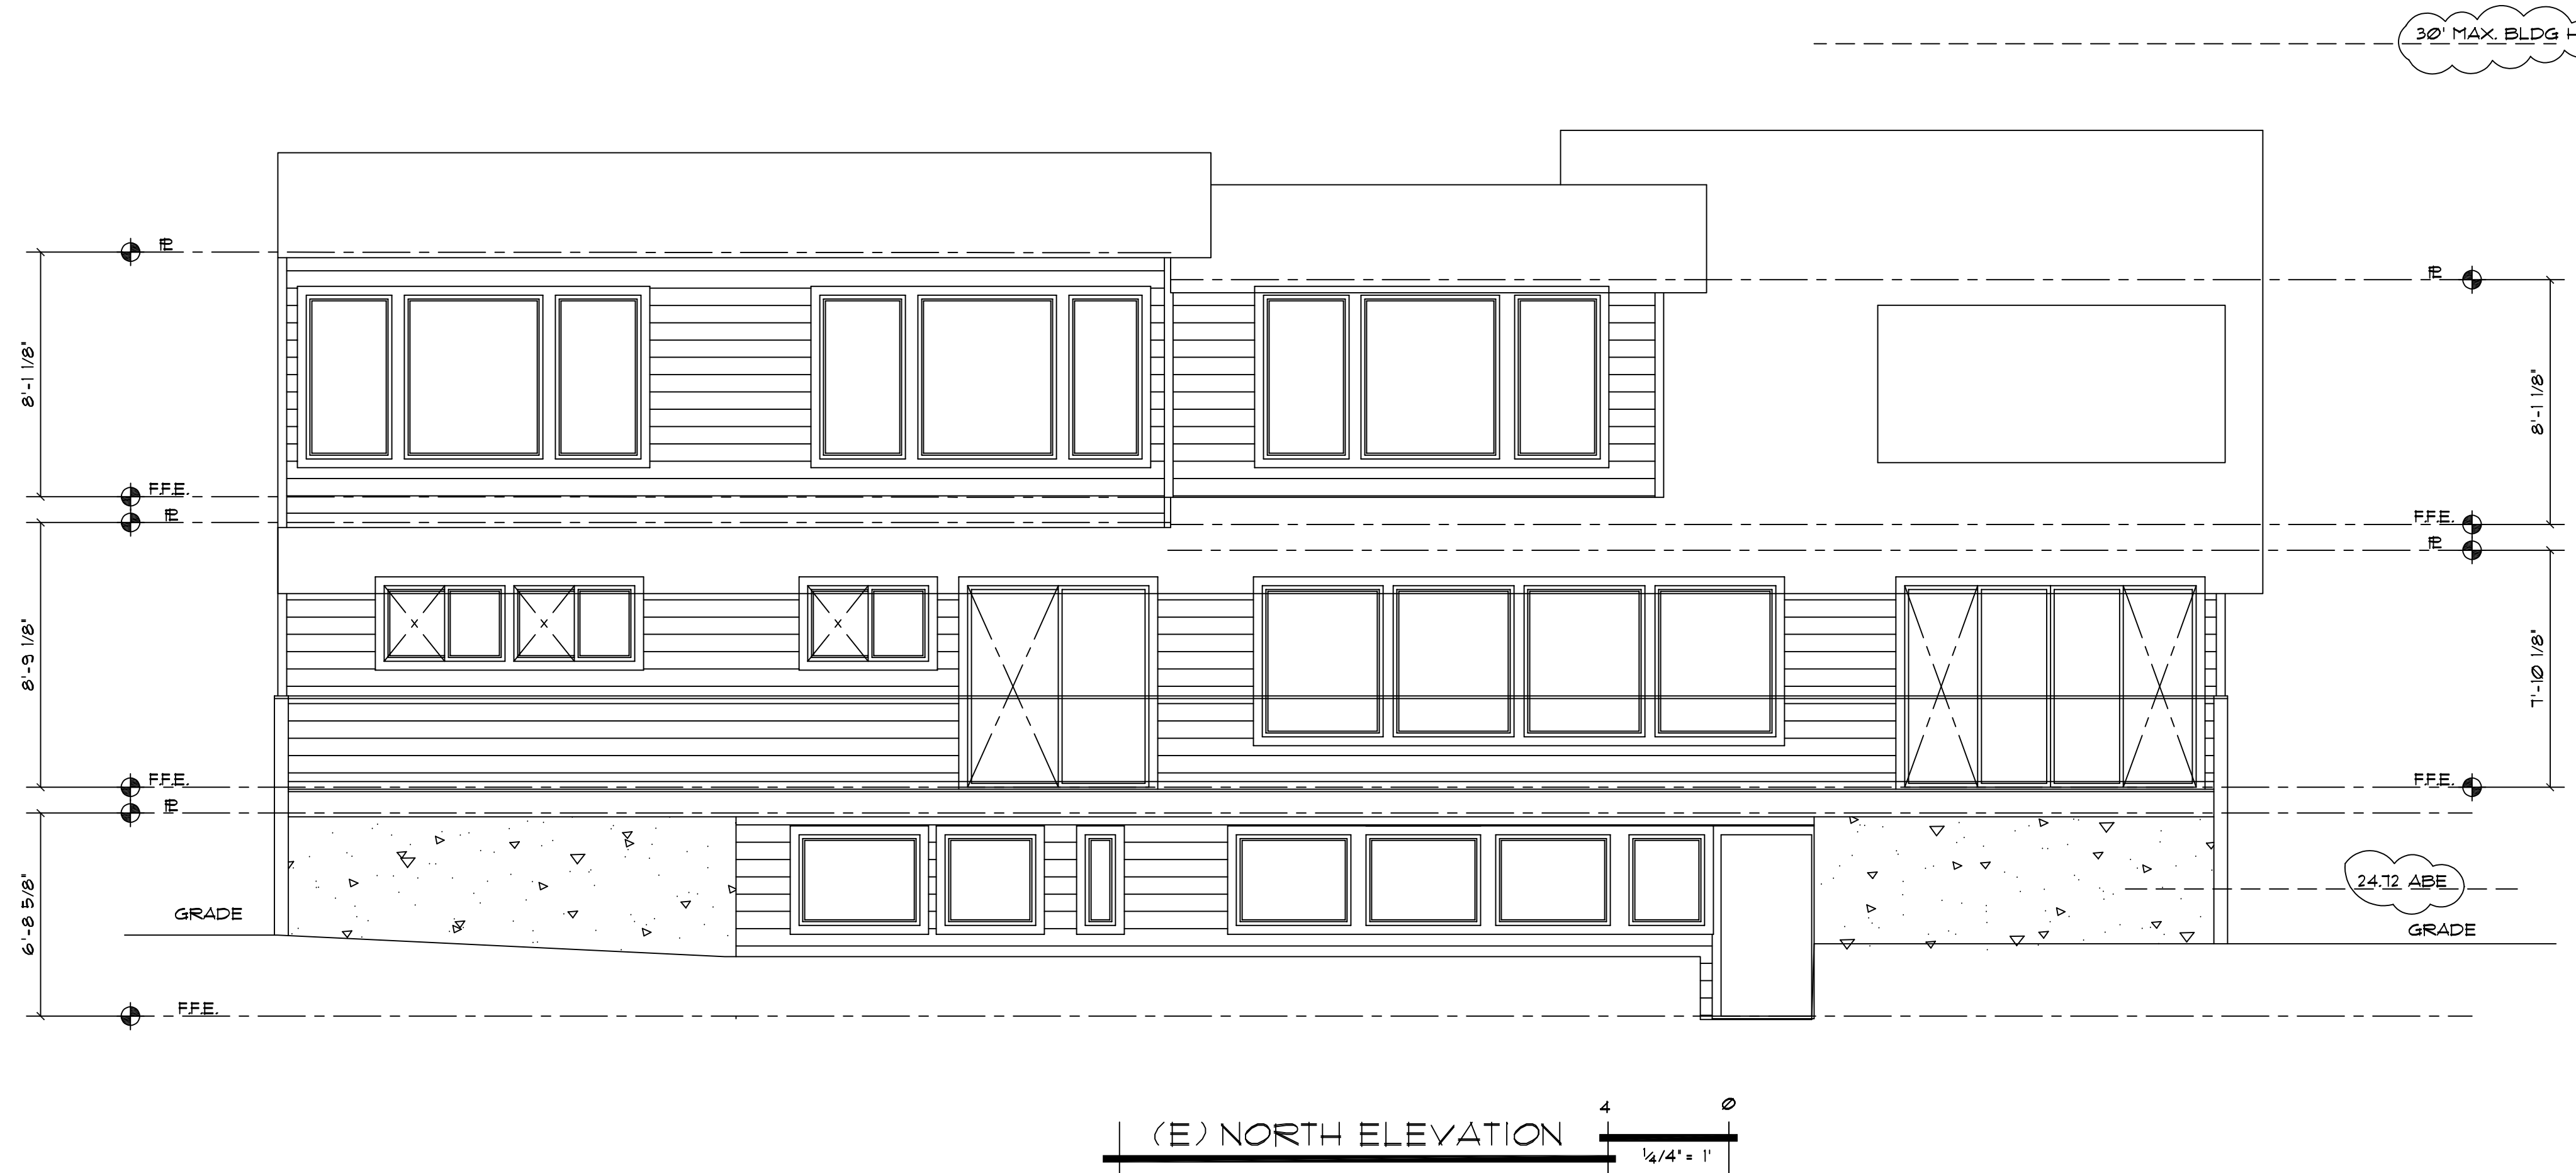 30' MAX. BLDG H
PL
PL
8'-1 1/8"
8'-1 1/8"
F.F.E.
PL
F.F.E.
PL
X X X
8'-9 1/8"
7'-10 1/8"
F.F.E.
F.F.E.
PL
6'-8 5/8"
24.72 ABE
GRADE
GRADE
F.F.E.
4 0
(E) NORTH ELEVATION
1/4/4" = 1'